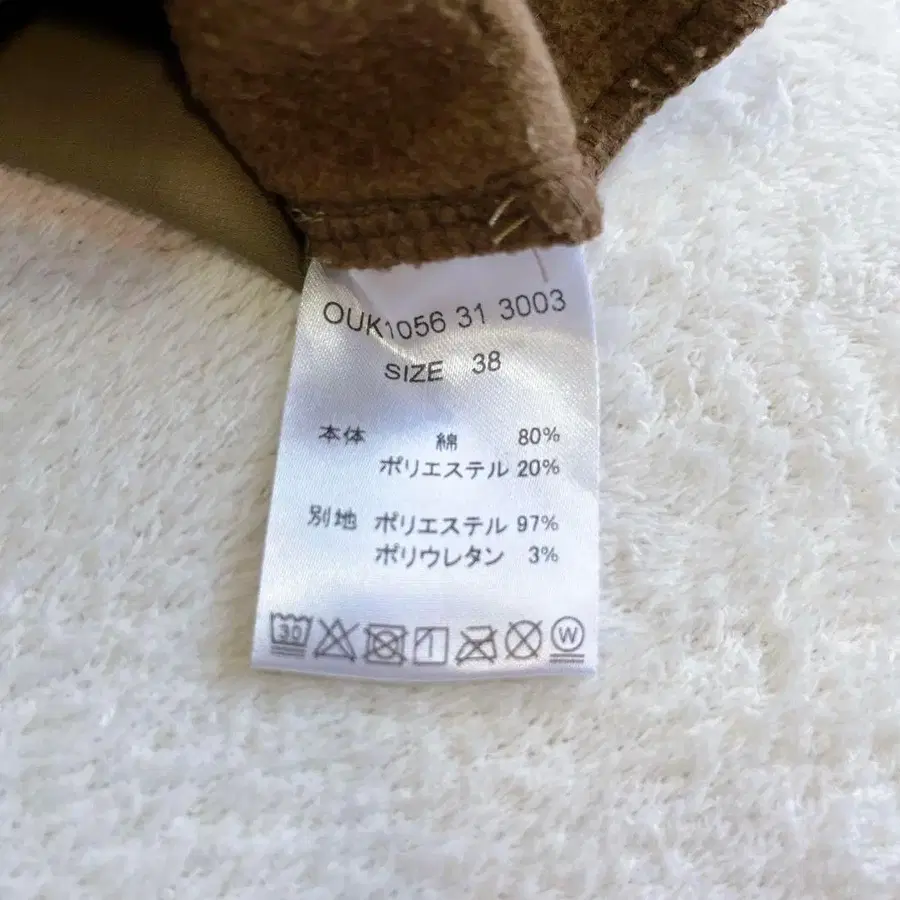 OUK1056 31 3003
SIZE 38
本体 綿 80%
ポリエステル 20%
別地 ポリエステル 97%
ポリウレタン 3%
30 W